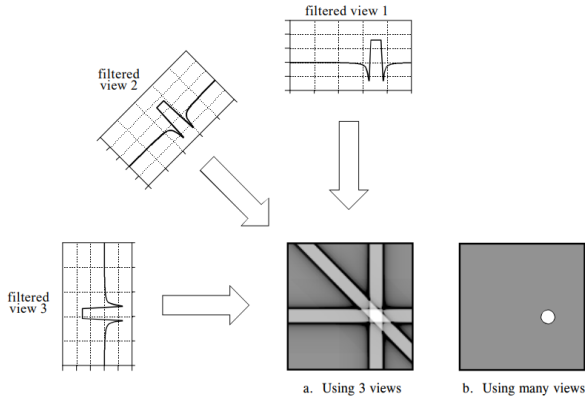 filtered view 1
filtered
view 2
filtered
view 3
a. Using 3 views
b. Using many views